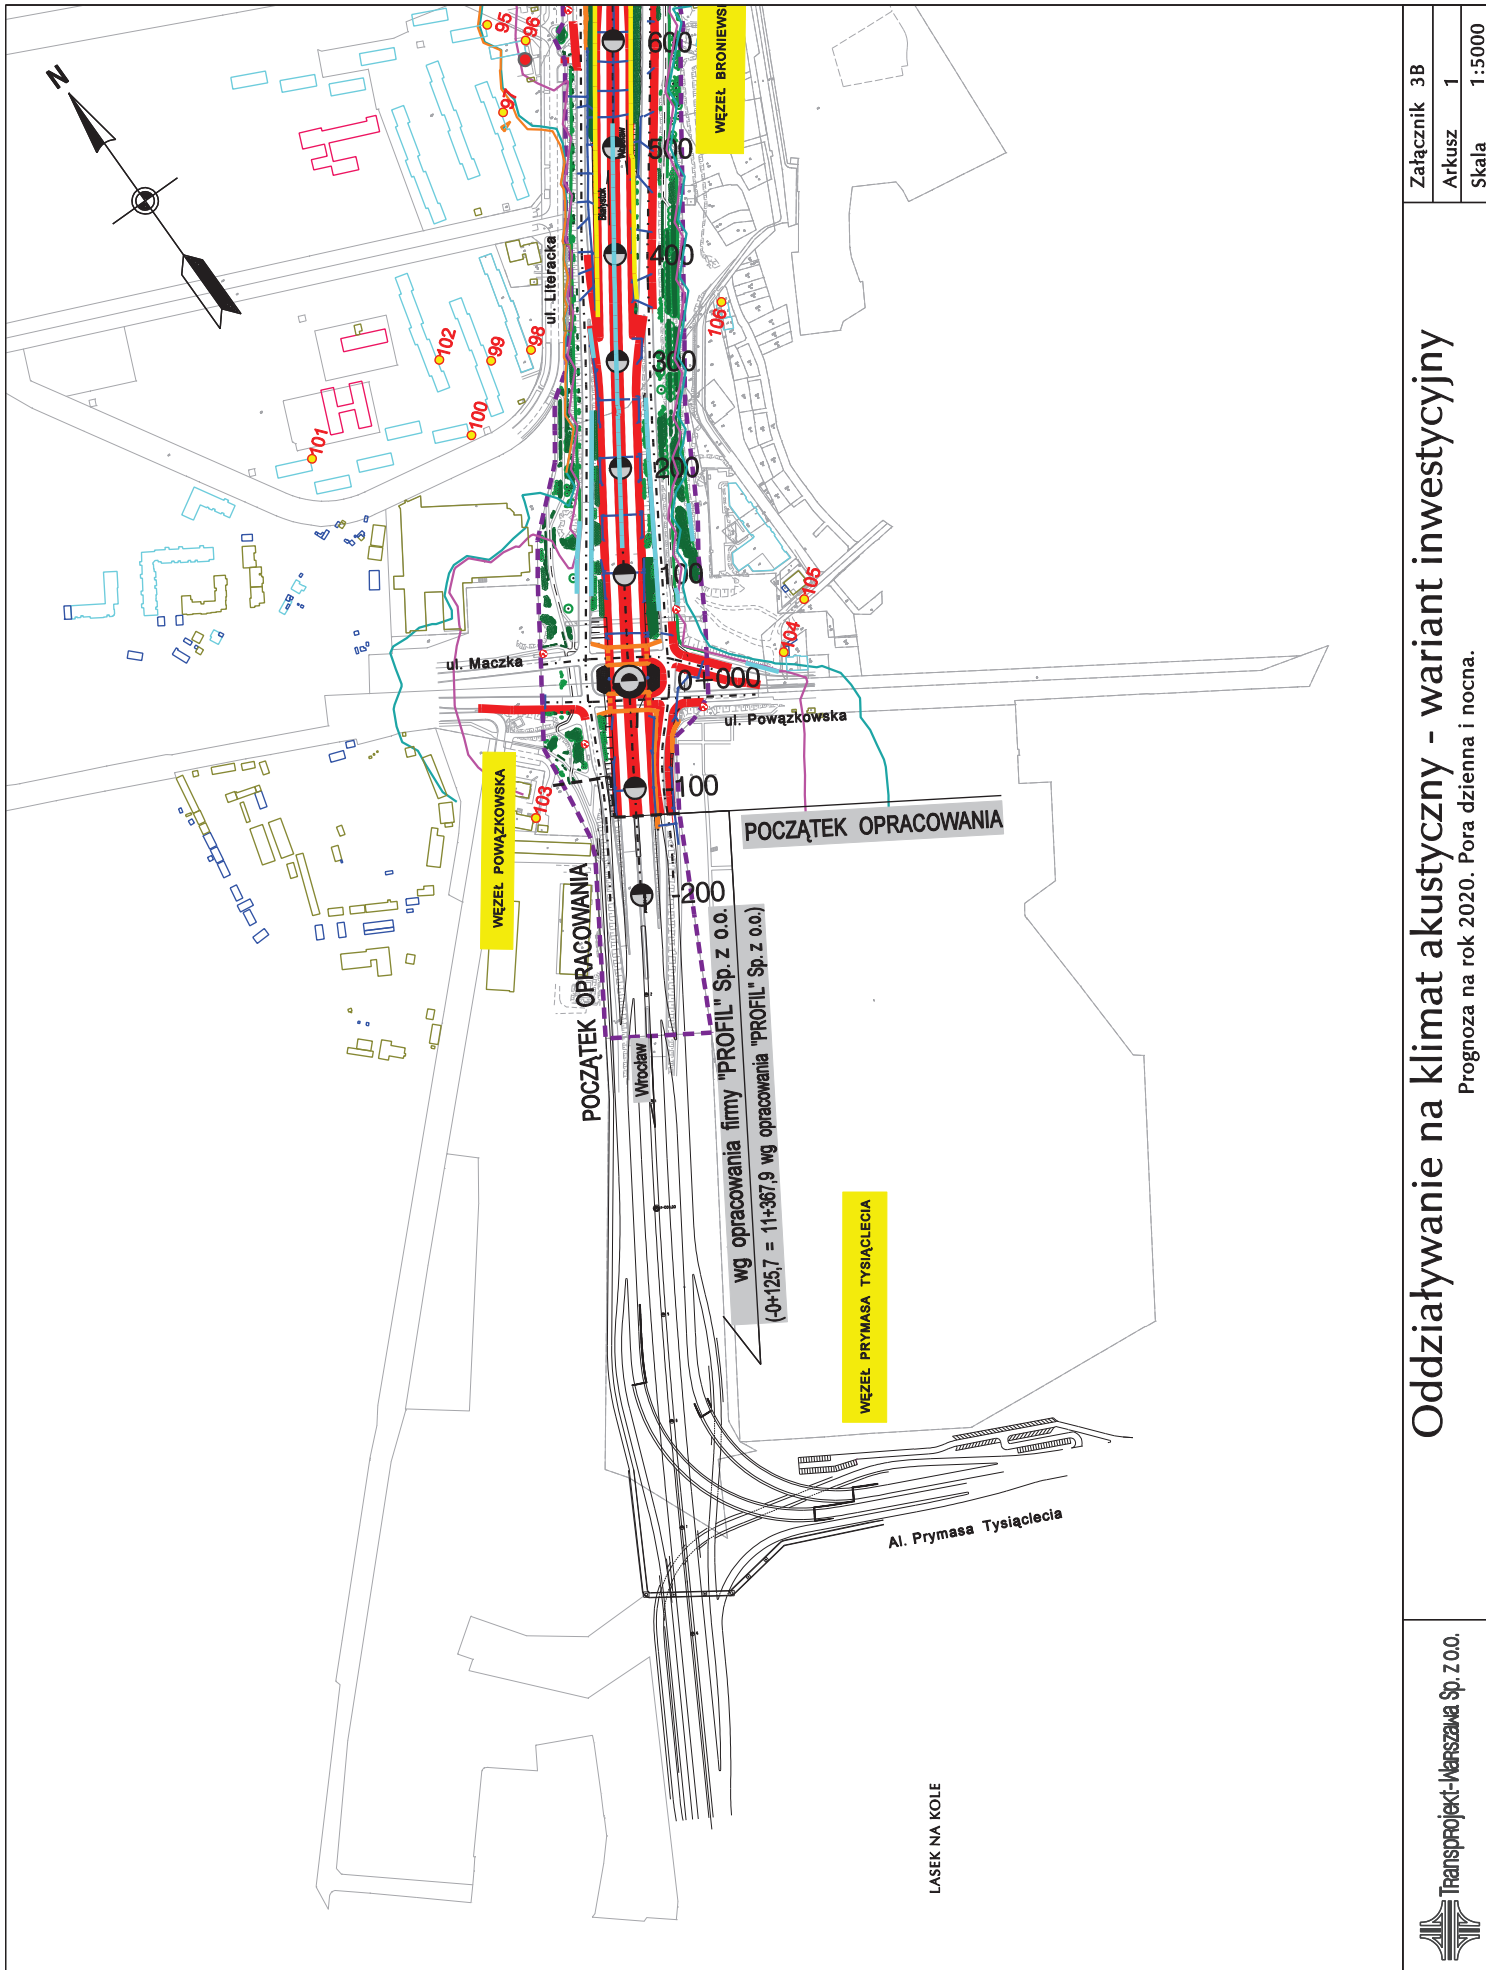 N
95
96
97
98
99
100
101
102
103
104
105
106
600
500
400
300
200
100
0+000
-100
-200
WĘZEŁ BRONIEWS
Wrocław
Białystok
ul. Literacka
ul. Maczka
ul. Powązkowska
WĘZEŁ POWĄZKOWSKA
POCZĄTEK OPRACOWANIA
POCZĄTEK OPRACOWANIA
Wrocław
wg opracowania firmy "PROFIL" Sp. z o.o.
(-0+125,7 = 11+367,9 wg opracowania "PROFIL" Sp. z o.o.)
WĘZEŁ PRYMASA TYSIĄCLECIA
Al. Prymasa Tysiąclecia
LASEK NA KOLE
Transprojekt-Warszawa Sp. z o.o.
Oddziaływanie na klimat akustyczny - wariant inwestycyjny
Prognoza na rok 2020. Pora dzienna i nocna.
Załącznik 3B
Arkusz 1
Skala 1:5000